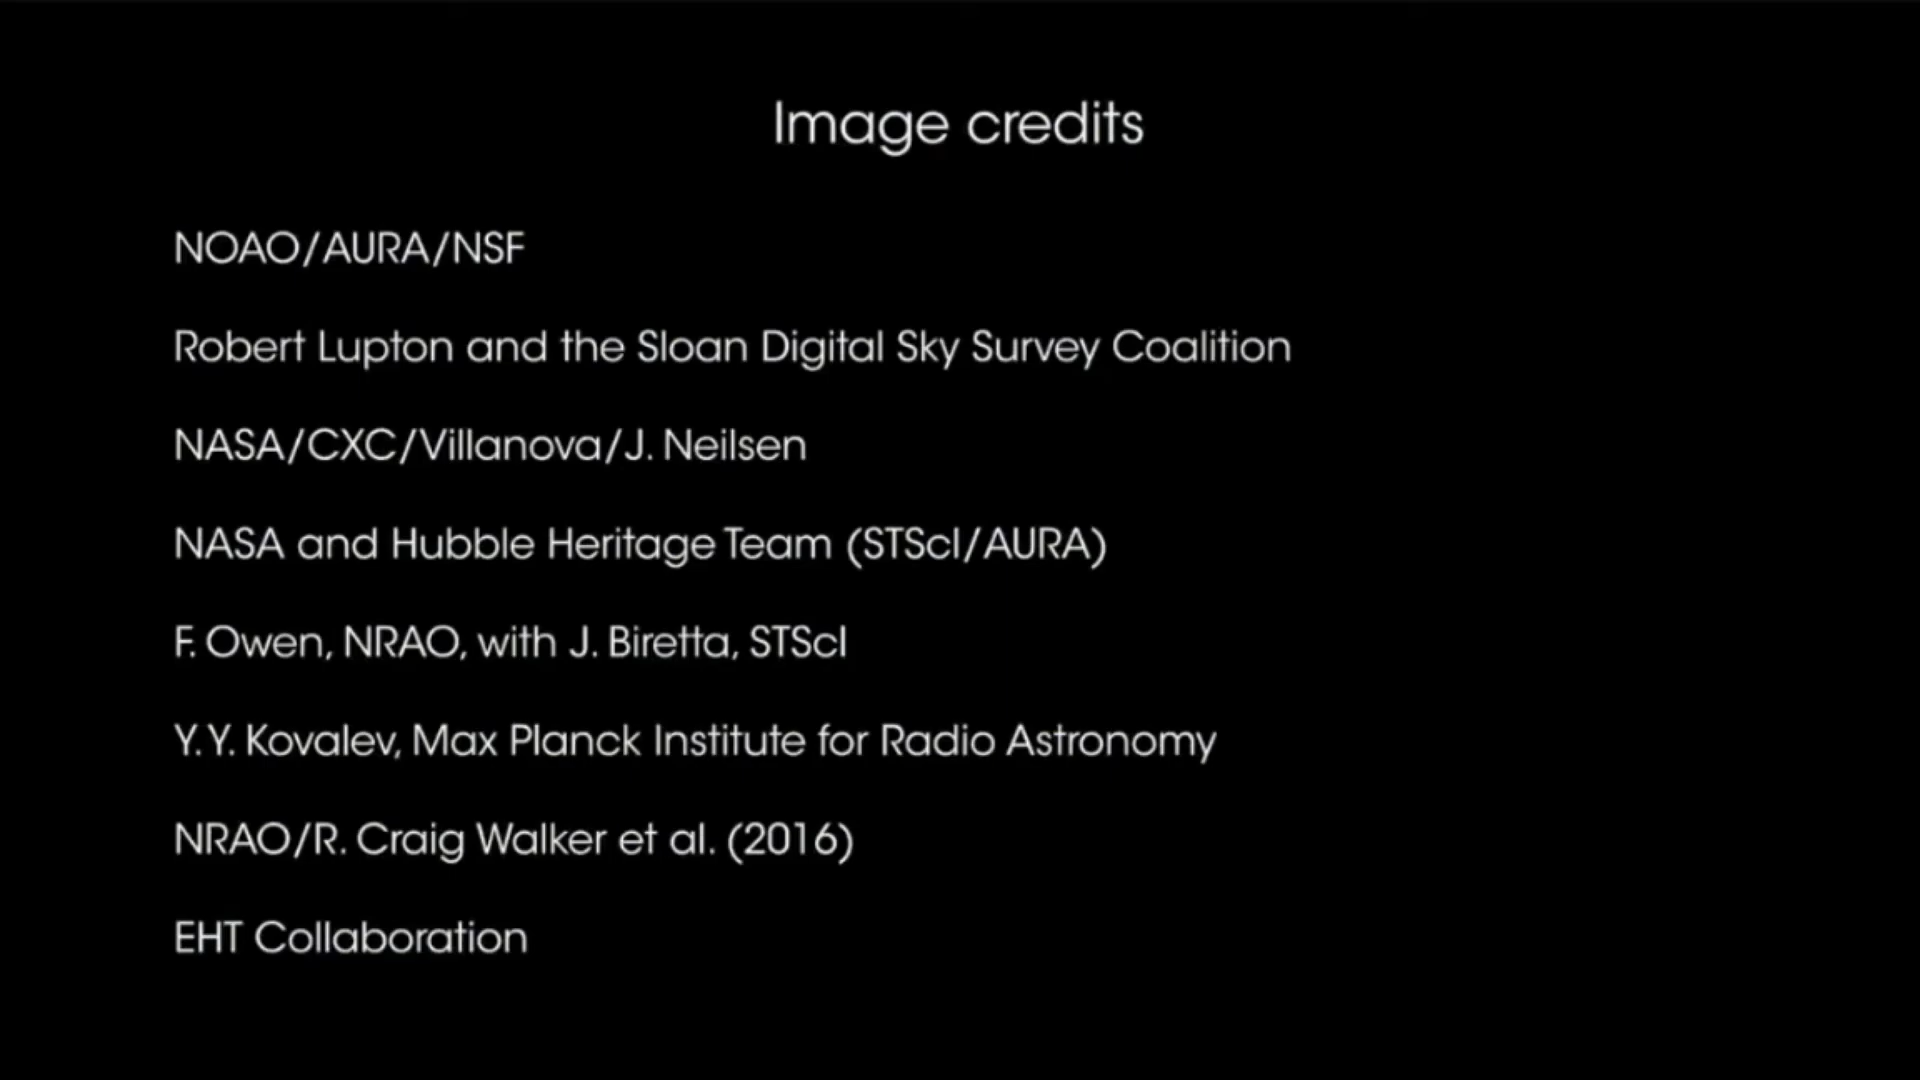 Image credits
NOAO/AURA/NSF
Robert Lupton and the Sloan Digital Sky Survey Coalition
NASA/CXC/Villanova/J. Neilsen
NASA and Hubble Heritage Team (STScI/AURA)
F. Owen, NRAO, with J. Biretta, STScI
Y. Y. Kovalev, Max Planck Institute for Radio Astronomy
NRAO/R. Craig Walker et al. (2016)
EHT Collaboration